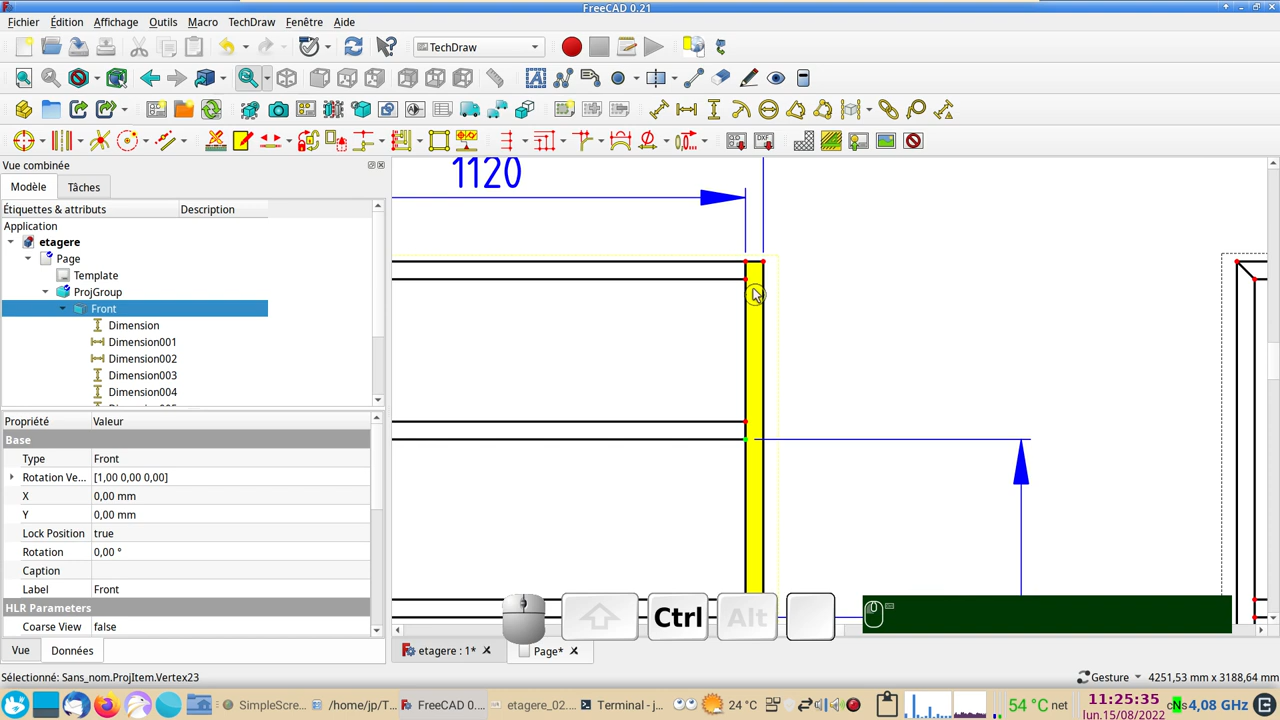 FreeCAD 0.21
Fichier Édition Affichage Outils Macro TechDraw Fenêtre Aide
TechDraw
Vue combinée
Modèle Tâches
Étiquettes & attributs Description
Application
etagere
Page
Template
ProjGroup
Front
Dimension
Dimension001
Dimension002
Dimension003
Dimension004
Propriété Valeur
Base
Type Front
Rotation Ve... [1,00 0,00 0,00]
X 0,00 mm
Y 0,00 mm
Lock Position true
Rotation 0,00 °
Caption
Label Front
HLR Parameters
Coarse View false
Vue Données
1120
Ctrl Alt
etagere : 1* Page*
Sélectionné: Sans_nom.ProjItem.Vertex23
Gesture 4251,53 mm x 3188,64 mm
SimpleScre... /home/jp/T... FreeCAD 0.... etagere_02.... Terminal - j... 24 °C 54 °C net 11:25:35 lun.15/08/2022 4,08 GHz